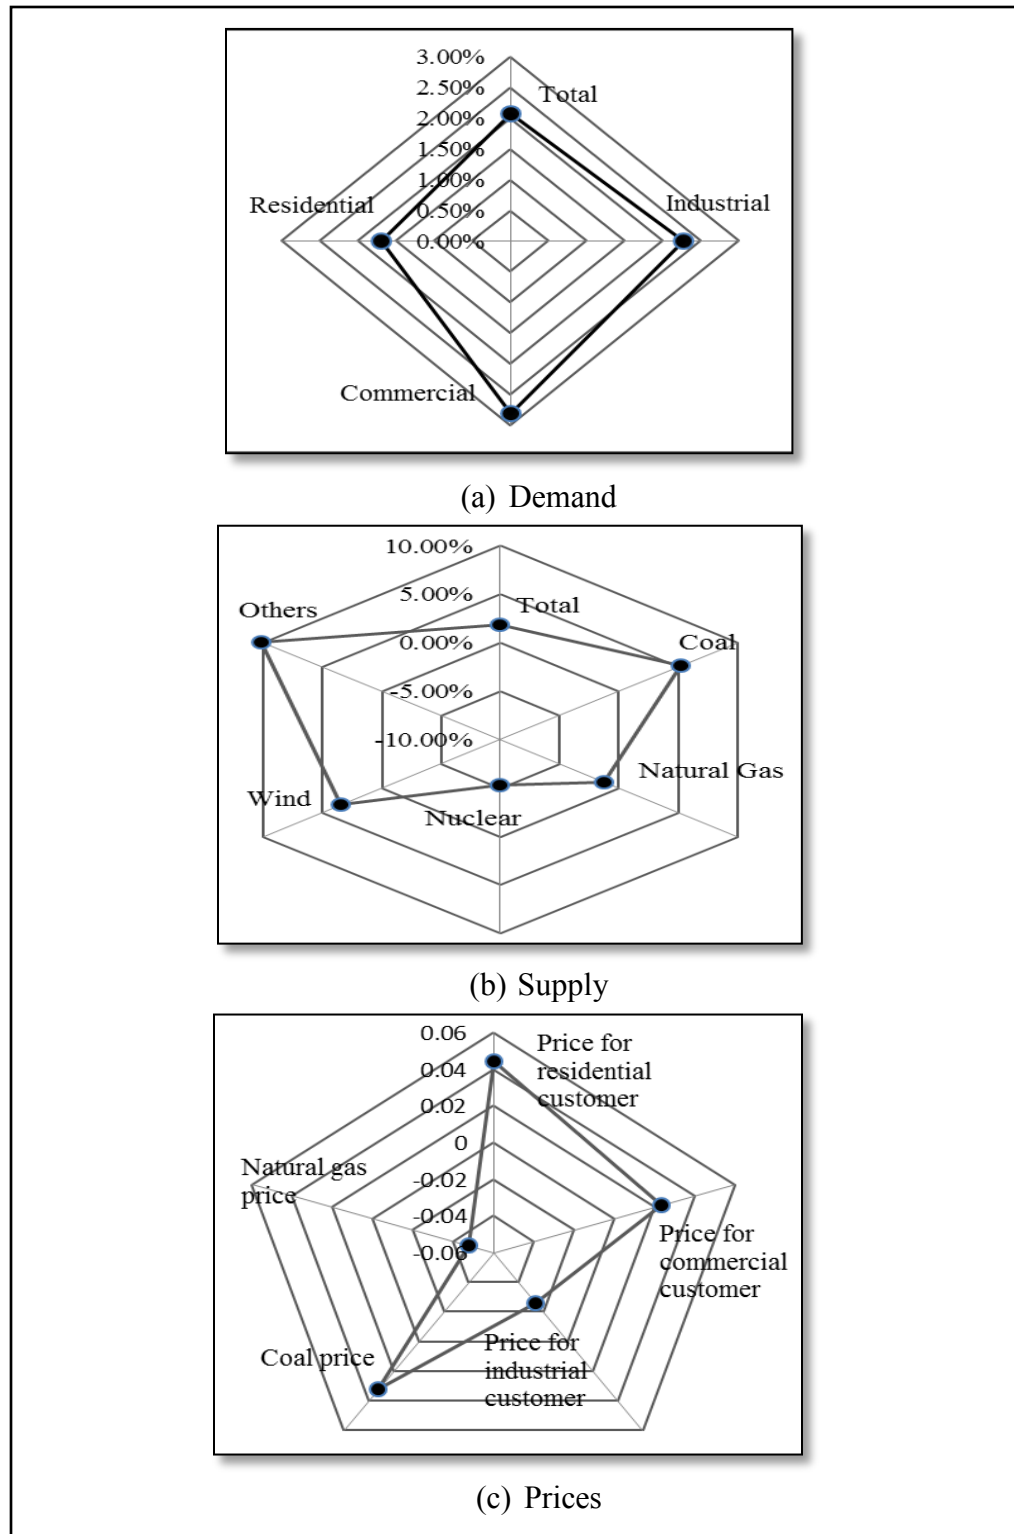 3.00%
2.50%
Total
2.00%
1.50%
1.00%
Residential
Industrial
0.50%
0.00%
Commercial
(a) Demand
10.00%
5.00%
Others
Total
0.00%
Coal
-5.00%
-10.00%
Natural Gas
Wind
Nuclear
(b) Supply
0.06
0.04
0.02
0
-0.02
-0.04
-0.06
Price for
residential
customer
Natural gas
price
Price for
commercial
customer
Coal price
Price for
industrial
customer
(c) Prices